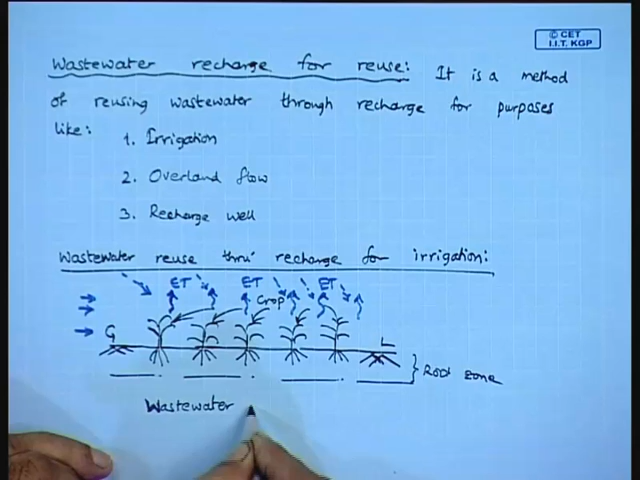 © CET
I.I.T. KGP
Wastewater recharge for reuse: It is a method
of reusing wastewater through recharge for purposes
like:
1. Irrigation
2. Overland flow
3. Recharge well
Wastewater reuse thru' recharge for irrigation:
ET ET ET
Crop
G L
Root zone
Wastewater